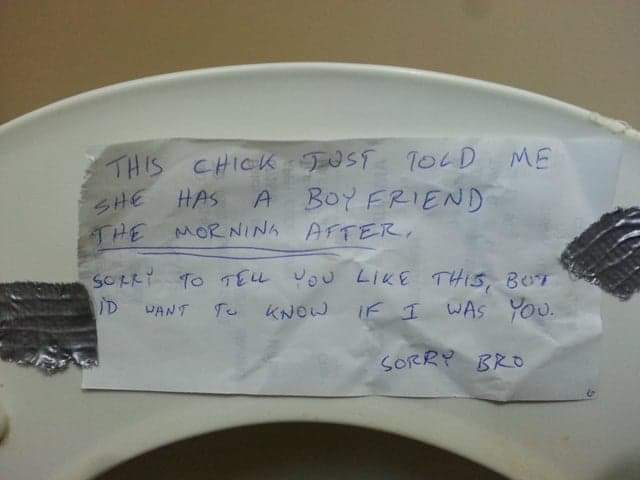 THIS CHICK JUST TOLD ME
SHE HAS A BOYFRIEND
THE MORNING AFTER.
SORRY TO TELL YOU LIKE THIS, BUT
I'D WANT TO KNOW IF I WAS YOU.
SORRY BRO